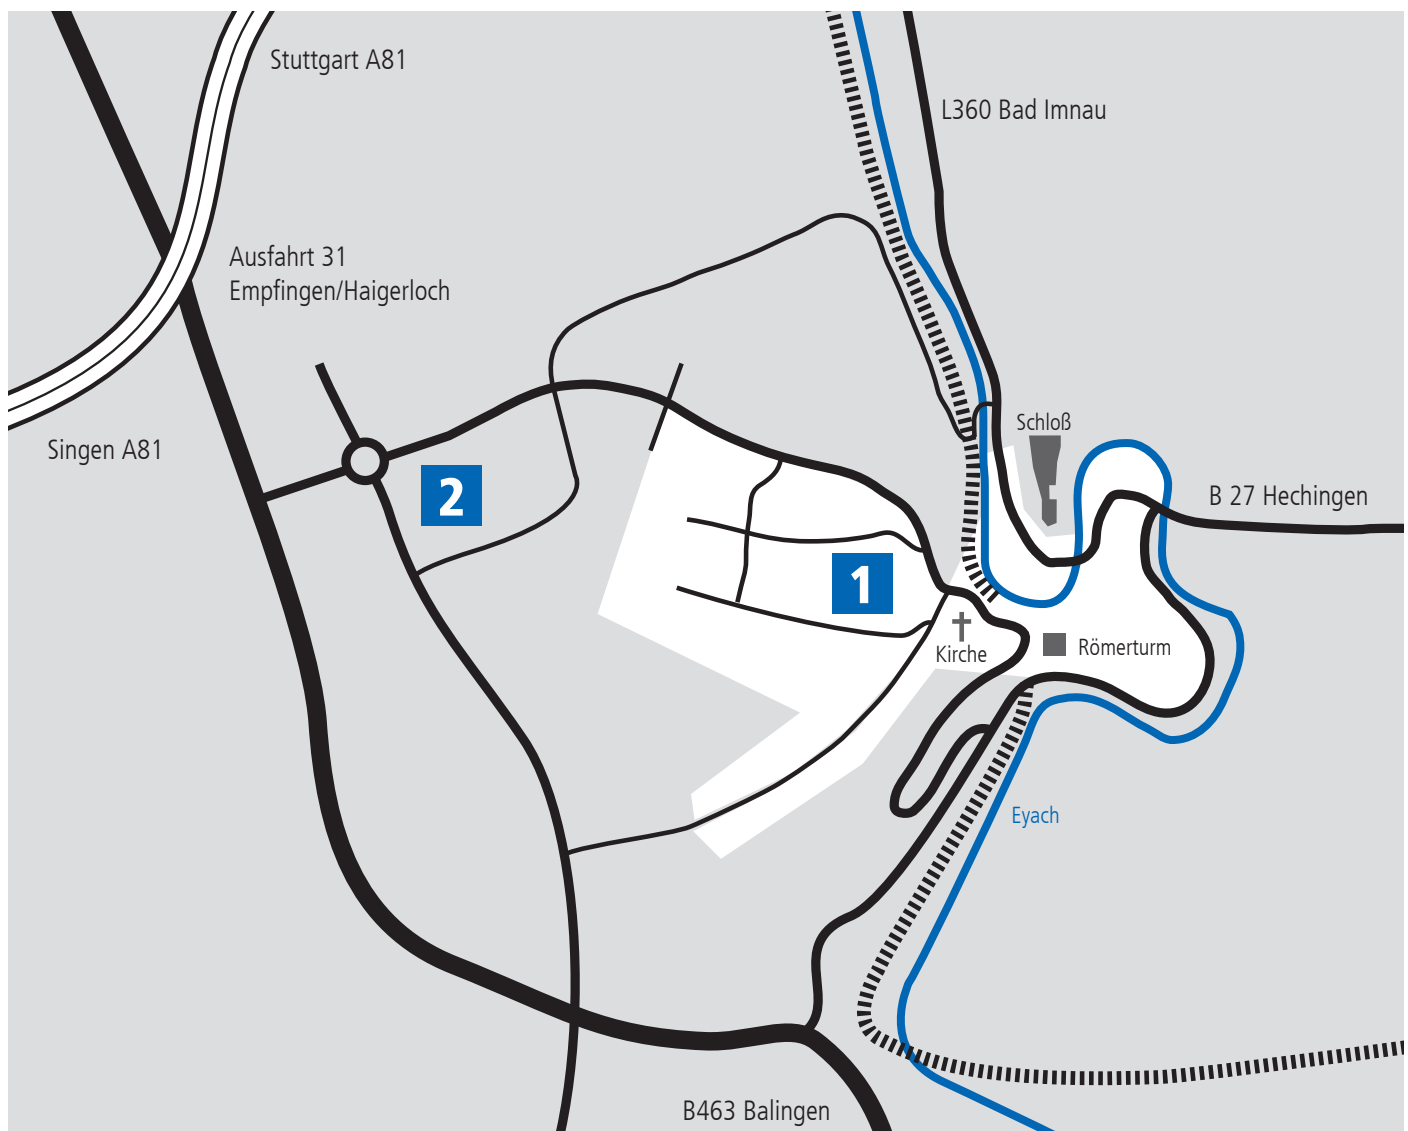 Stuttgart A81
L360 Bad Imnau
Ausfahrt 31
Empfingen/Haigerloch
Schloß
Singen A81
2
B 27 Hechingen
1
Kirche
Römerturm
Eyach
B463 Balingen